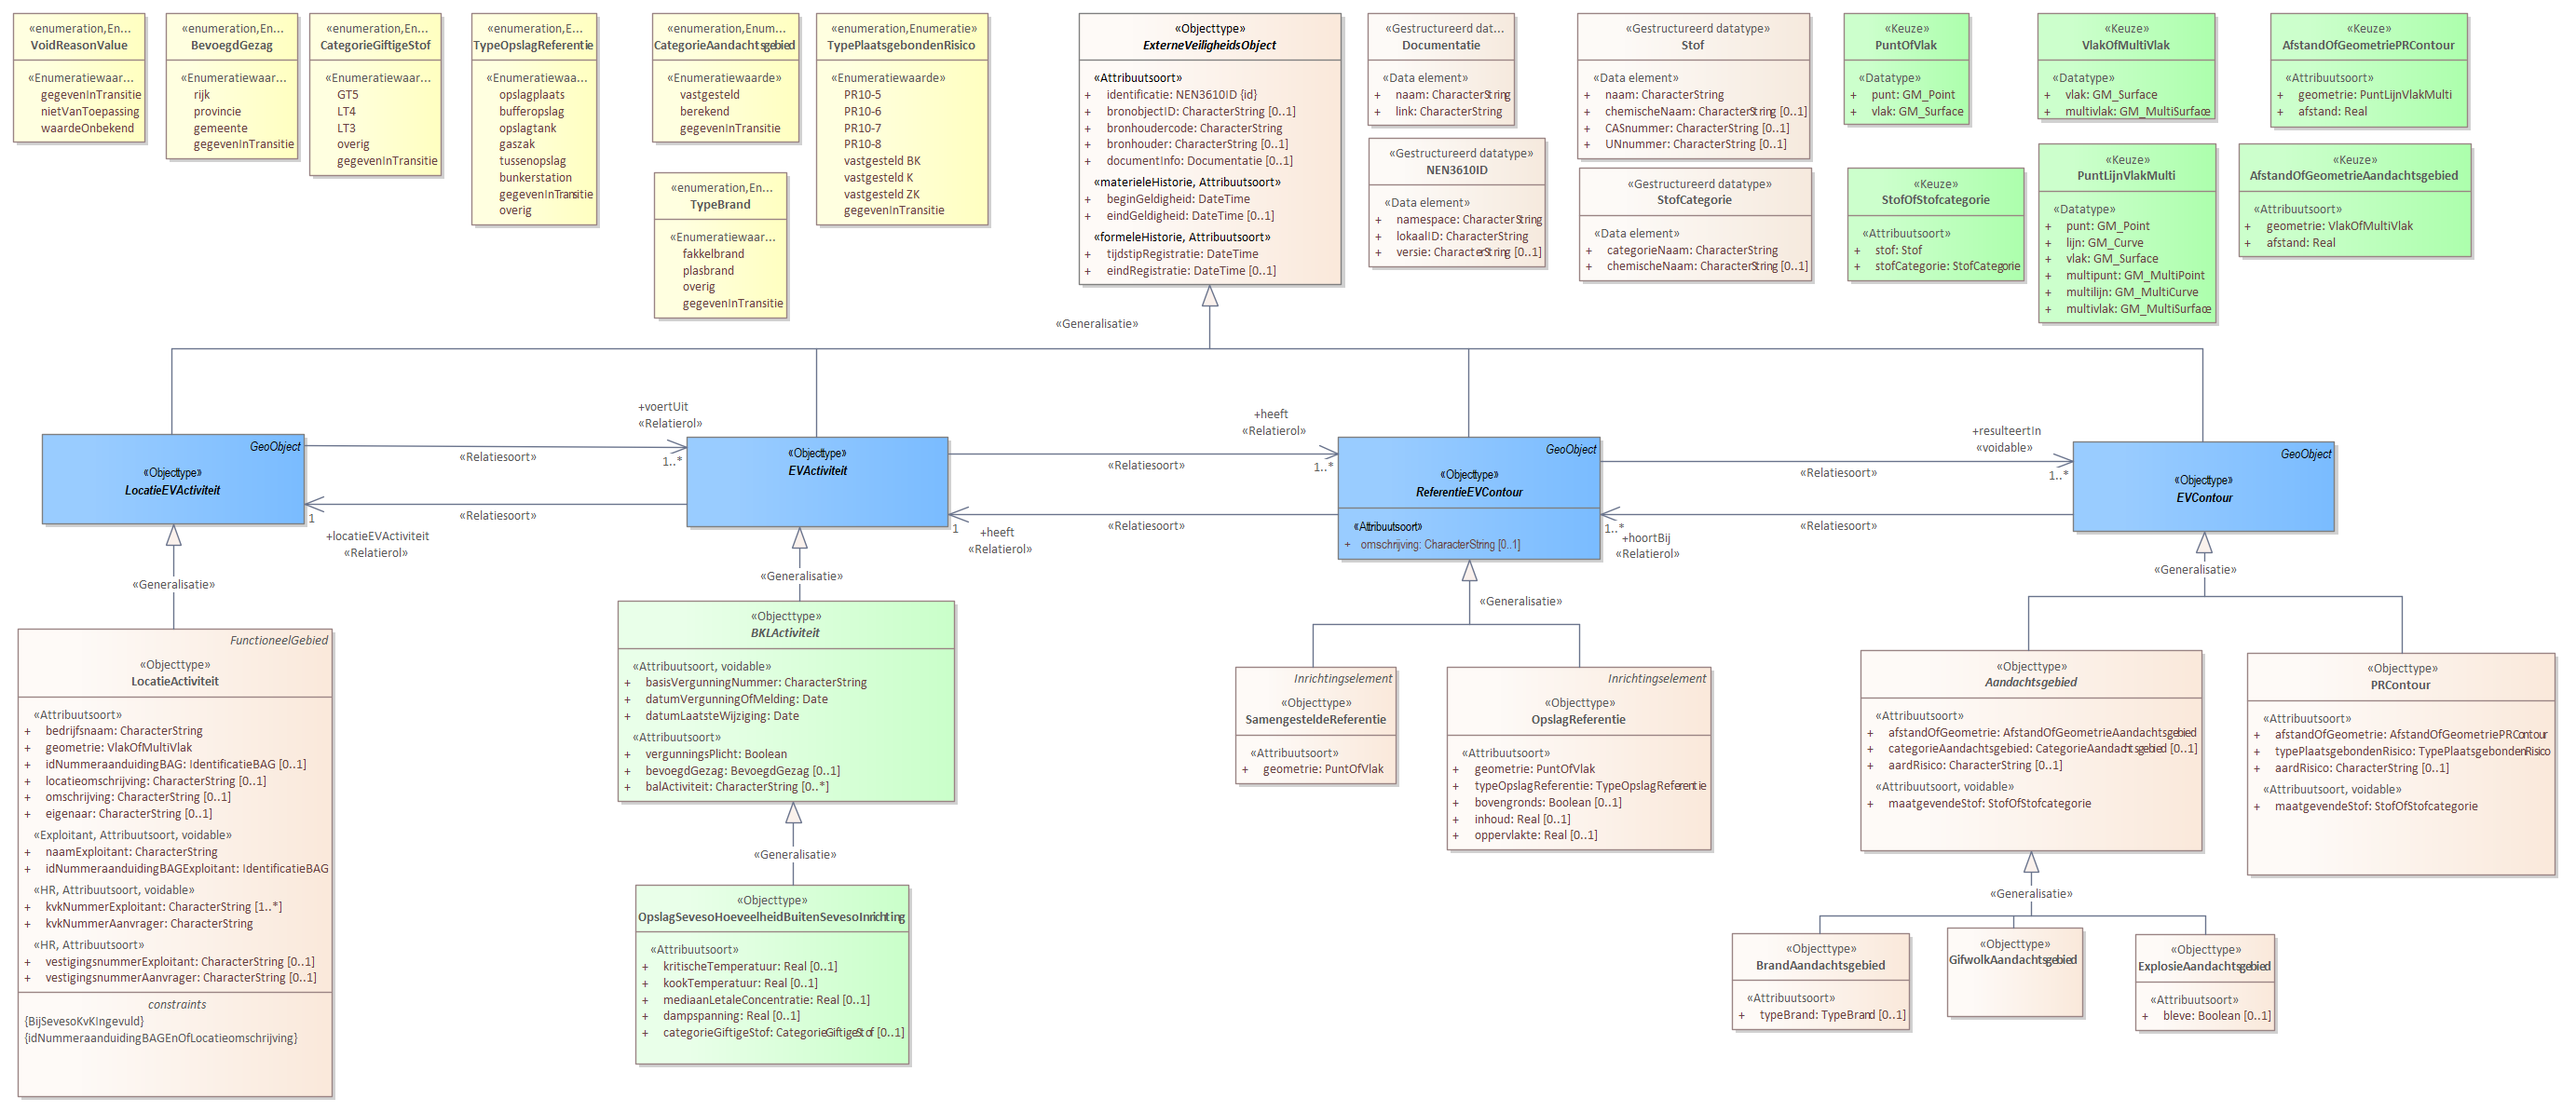 «enumeration,En...
VoidReasonValue
«Enumeratiewaar...
gegevenInTransitie
nietVanToepassing
waardeOnbekend
«enumeration,En...
BevoegdGezag
«Enumeratiewaar...
rijk
provincie
gemeente
gegevenInTransitie
«enumeration,En...
CategorieGiftigeStof
«Enumeratiewaar...
GT5
LT4
LT3
overig
gegevenInTransitie
«enumeration,E...
TypeOpslagReferentie
«Enumeratiewaa...
opslagplaats
bufferopslag
opslagtank
gaszak
tussenopslag
bunkerstation
gegevenInTransitie
overig
«enumeration,Enum...
CategorieAandachtsgebied
«Enumeratiewaarde»
vastgesteld
berekend
gegevenInTransitie
«enumeration,En...
TypeBrand
«Enumeratiewaar...
fakkelbrand
plasbrand
overig
gegevenInTransitie
«enumeration,Enumeratie»
TypePlaatsgebondenRisico
«Enumeratiewaarde»
PR10-5
PR10-6
PR10-7
PR10-8
vastgesteld BK
vastgesteld K
vastgesteld ZK
gegevenInTransitie
«Objecttype»
ExterneVeiligheidsObject
«Attribuutsoort»
+ identificatie: NEN3610ID {id}
+ bronobjectID: CharacterString [0..1]
+ bronhoudercode: CharacterString
+ bronhouder: CharacterString [0..1]
+ documentInfo: Documentatie [0..1]
«materieleHistorie, Attribuutsoort»
+ beginGeldigheid: DateTime
+ eindGeldigheid: DateTime [0..1]
«formeleHistorie, Attribuutsoort»
+ tijdstipRegistratie: DateTime
+ eindRegistratie: DateTime [0..1]
«Gestructureerd dat...
Documentatie
«Data element»
+ naam: CharacterString
+ link: CharacterString
«Gestructureerd datatype»
NEN3610ID
«Data element»
+ namespace: CharacterString
+ lokaalID: CharacterString
+ versie: CharacterString [0..1]
«Gestructureerd datatype»
Stof
«Data element»
+ naam: CharacterString
+ chemischeNaam: CharacterString [0..1]
+ CASnummer: CharacterString [0..1]
+ UNnummer: CharacterString [0..1]
«Gestructureerd datatype»
StofCategorie
«Data element»
+ categorieNaam: CharacterString
+ chemischeNaam: CharacterString [0..1]
«Keuze»
PuntOfVlak
«Datatype»
+ punt: GM_Point
+ vlak: GM_Surface
«Keuze»
StofOfStofcategorie
«Attribuutsoort»
+ stof: Stof
+ stofCategorie: StofCategorie
«Keuze»
VlakOfMultiVlak
«Datatype»
+ vlak: GM_Surface
+ multivlak: GM_MultiSurface
«Keuze»
PuntLijnVlakMulti
«Datatype»
+ punt: GM_Point
+ lijn: GM_Curve
+ vlak: GM_Surface
+ multipunt: GM_MultiPoint
+ multilijn: GM_MultiCurve
+ multivlak: GM_MultiSurface
«Keuze»
AfstandOfGeometriePRContour
«Attribuutsoort»
+ geometrie: PuntLijnVlakMulti
+ afstand: Real
«Keuze»
AfstandOfGeometrieAandachtsgebied
«Attribuutsoort»
+ geometrie: VlakOfMultiVlak
+ afstand: Real
«Generalisatie»
GeoObject
«Objecttype»
LocatieEVActiviteit
+voertUit
«Relatierol»
1..*
«Relatiesoort»
«Relatiesoort»
1
+locatieEVActiviteit
«Relatierol»
«Objecttype»
EVActiviteit
+heeft
«Relatierol»
1..*
«Relatiesoort»
«Relatiesoort»
1
+heeft
«Relatierol»
GeoObject
«Objecttype»
ReferentieEVContour
«Attribuutsoort»
+ omschrijving: CharacterString [0..1]
+resulteertIn
«voidable»
1..*
«Relatiesoort»
«Relatiesoort»
1..*
+hoortBij
«Relatierol»
GeoObject
«Objecttype»
EVContour
«Generalisatie»
«Generalisatie»
«Generalisatie»
«Generalisatie»
FunctioneelGebied
«Objecttype»
LocatieActiviteit
«Attribuutsoort»
+ bedrijfsnaam: CharacterString
+ geometrie: VlakOfMultiVlak
+ idNummeraanduidingBAG: IdentificatieBAG [0..1]
+ locatieomschrijving: CharacterString [0..1]
+ omschrijving: CharacterString [0..1]
+ eigenaar: CharacterString [0..1]
«Exploitant, Attribuutsoort, voidable»
+ naamExploitant: CharacterString
+ idNummeraanduidingBAGExploitant: IdentificatieBAG
«HR, Attribuutsoort, voidable»
+ kvkNummerExploitant: CharacterString [1..*]
+ kvkNummerAanvrager: CharacterString
«HR, Attribuutsoort»
+ vestigingsnummerExploitant: CharacterString [0..1]
+ vestigingsnummerAanvrager: CharacterString [0..1]
constraints
{BijSevesoKvKIngevuld}
{idNummeraanduidingBAGEnOfLocatieomschrijving}
«Objecttype»
BKLActiviteit
«Attribuutsoort, voidable»
+ basisVergunningNummer: CharacterString
+ datumVergunningOfMelding: Date
+ datumLaatsteWijziging: Date
«Attribuutsoort»
+ vergunningsPlicht: Boolean
+ bevoegdGezag: BevoegdGezag [0..1]
+ balActiviteit: CharacterString [0..*]
«Generalisatie»
«Objecttype»
OpslagSevesoHoeveelheidBuitenSevesoInrichting
«Attribuutsoort»
+ kritischeTemperatuur: Real [0..1]
+ kookTemperatuur: Real [0..1]
+ mediaanLetaleConcentratie: Real [0..1]
+ dampspanning: Real [0..1]
+ categorieGiftigeStof: CategorieGiftigeStof [0..1]
Inrichtingselement
«Objecttype»
SamengesteldeReferentie
«Attribuutsoort»
+ geometrie: PuntOfVlak
Inrichtingselement
«Objecttype»
OpslagReferentie
«Attribuutsoort»
+ geometrie: PuntOfVlak
+ typeOpslagReferentie: TypeOpslagReferentie
+ bovengronds: Boolean [0..1]
+ inhoud: Real [0..1]
+ oppervlakte: Real [0..1]
«Objecttype»
Aandachtsgebied
«Attribuutsoort»
+ afstandOfGeometrie: AfstandOfGeometrieAandachtsgebied
+ categorieAandachtsgebied: CategorieAandachtsgebied [0..1]
+ aardRisico: CharacterString [0..1]
«Attribuutsoort, voidable»
+ maatgevendeStof: StofOfStofcategorie
«Objecttype»
PRContour
«Attribuutsoort»
+ afstandOfGeometrie: AfstandOfGeometriePRContour
+ typePlaatsgebondenRisico: TypePlaatsgebondenRisico
+ aardRisico: CharacterString [0..1]
«Attribuutsoort, voidable»
+ maatgevendeStof: StofOfStofcategorie
«Generalisatie»
«Objecttype»
BrandAandachtsgebied
«Attribuutsoort»
+ typeBrand: TypeBrand [0..1]
«Objecttype»
GifwolkAandachtsgebied
«Objecttype»
ExplosieAandachtsgebied
«Attribuutsoort»
+ bleve: Boolean [0..1]